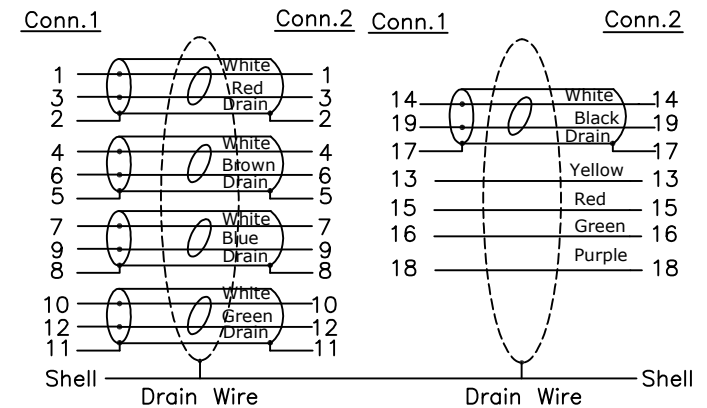 Conn.1 Conn.2
1 White 1
3 Red 3
2 Drain 2
4 White 4
6 Brown 6
5 Drain 5
7 White 7
9 Blue 9
8 Drain 8
10 White 10
12 Green 12
11 Drain 11
Conn.1 Conn.2
14 White 14
19 Black 19
17 Drain 17
13 Yellow 13
15 Red 15
16 Green 16
18 Purple 18
Shell Shell
Drain Wire Drain Wire